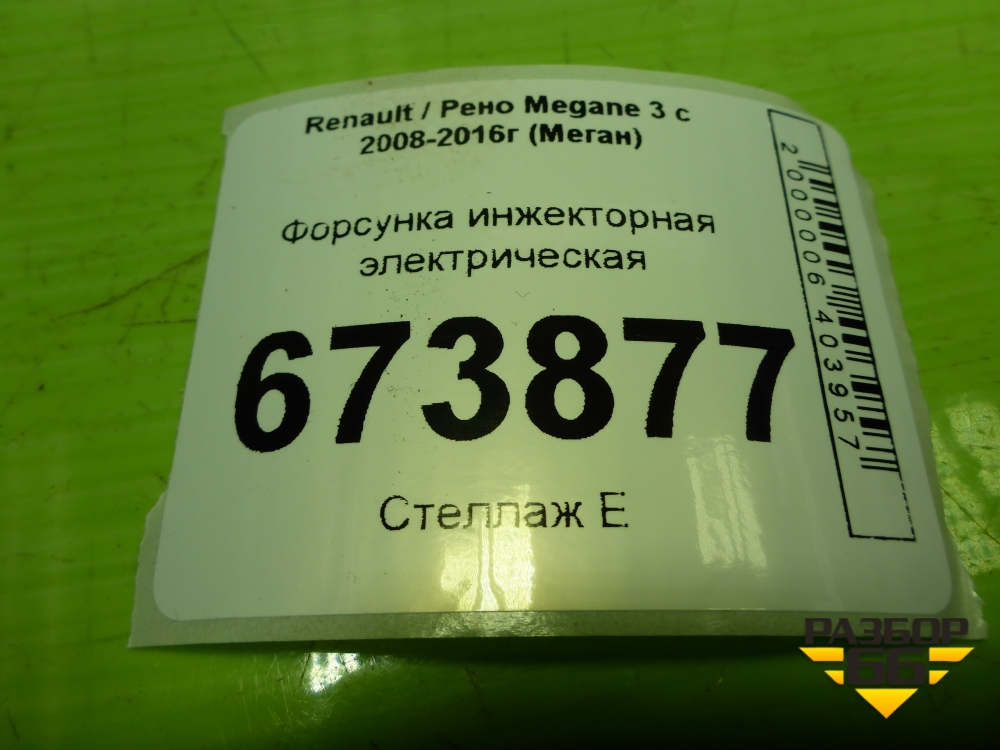 Renault / Рено Megane 3 с
2008-2016г (Меган)
Форсунка инжекторная
электрическая
673877
Стеллаж Е
2000006403957
РАЗБОР
66